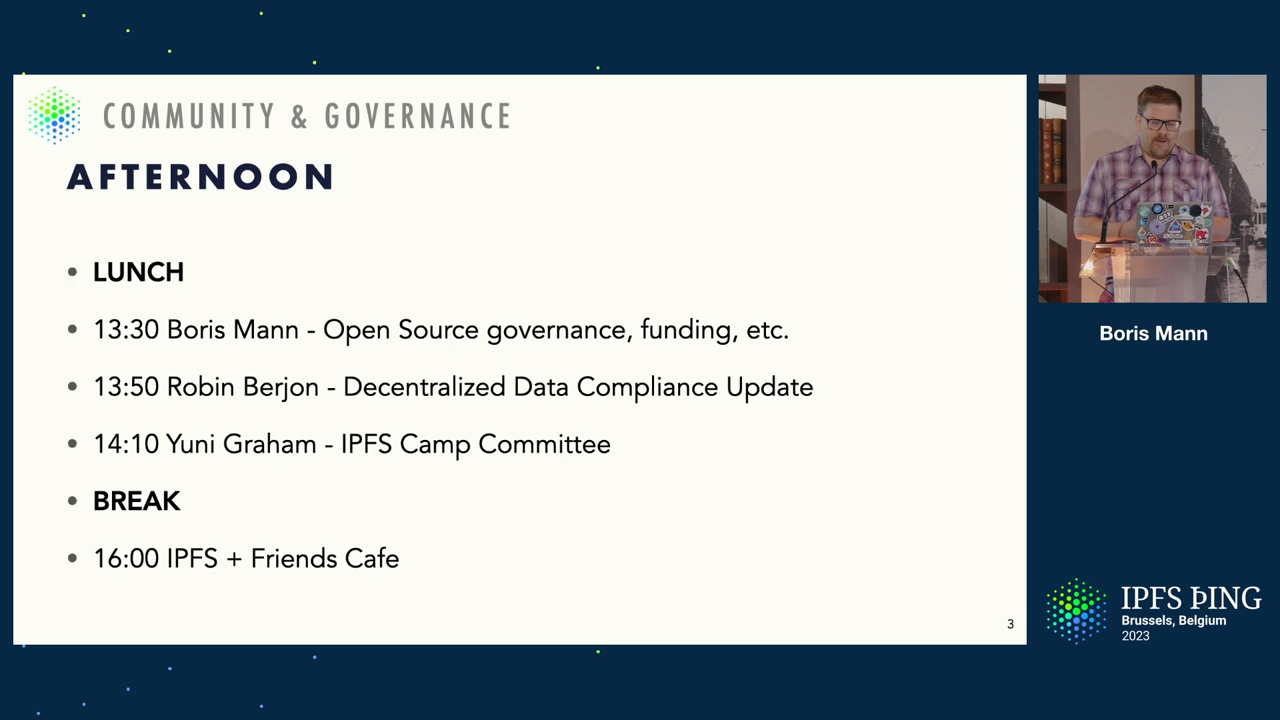 COMMUNITY & GOVERNANCE
AFTERNOON
• LUNCH
• 13:30 Boris Mann - Open Source governance, funding, etc.
• 13:50 Robin Berjon - Decentralized Data Compliance Update
• 14:10 Yuni Graham - IPFS Camp Committee
• BREAK
• 16:00 IPFS + Friends Cafe
3
Boris Mann
IPFS ÞING
Brussels, Belgium
2023